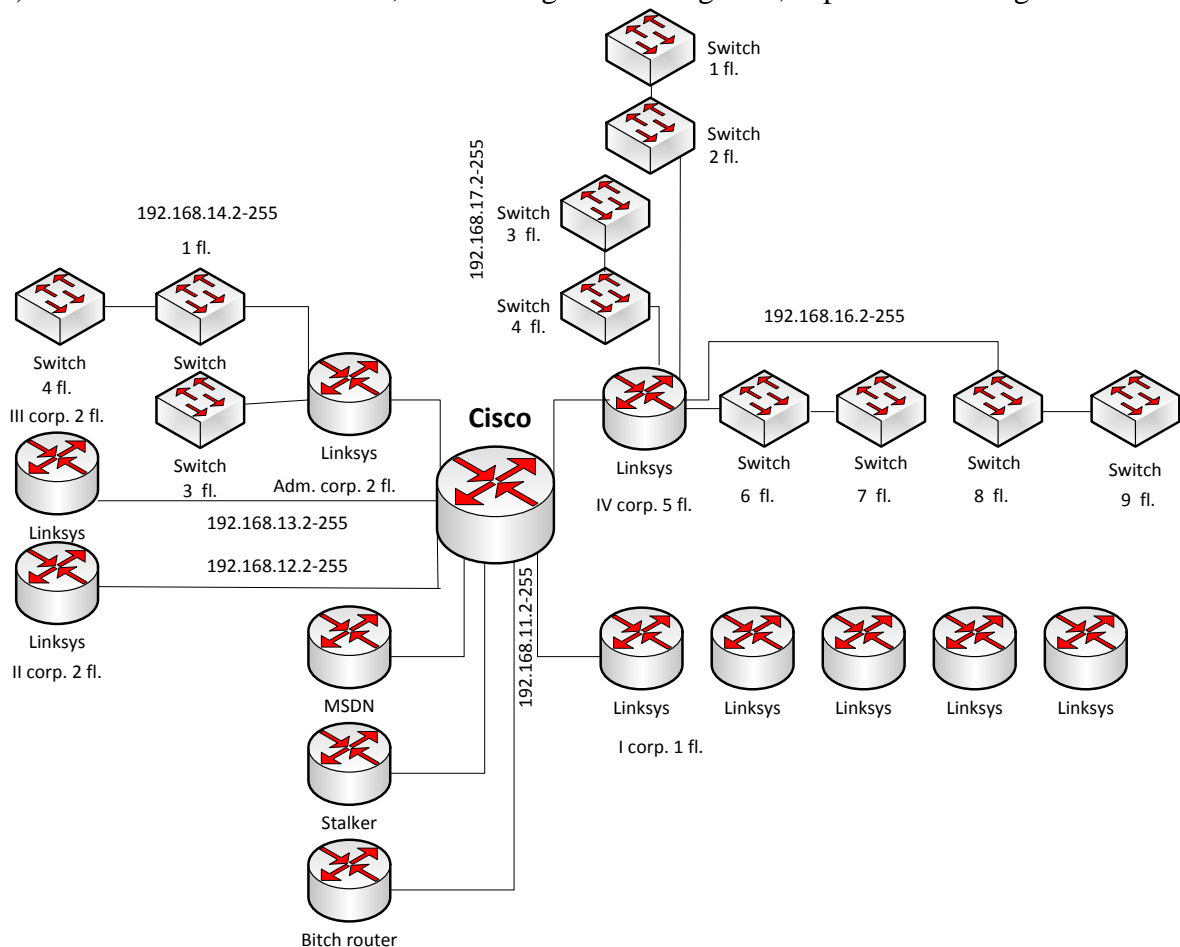 Switch
1 fl.
Switch
2 fl.
192.168.17.2-255
Switch
3 fl.
192.168.14.2-255
1 fl.
Switch
4 fl.
192.168.16.2-255
Switch
4 fl.
Switch
III corp. 2 fl.
Cisco
Switch
3 fl.
Linksys
Adm. corp. 2 fl.
Linksys
IV corp. 5 fl.
Switch
6 fl.
Switch
7 fl.
Switch
8 fl.
Switch
9 fl.
Linksys
192.168.13.2-255
192.168.12.2-255
192.168.11.2-255
Linksys
II corp. 2 fl.
MSDN
Linksys
Linksys
Linksys
Linksys
Linksys
I corp. 1 fl.
Stalker
Bitch router